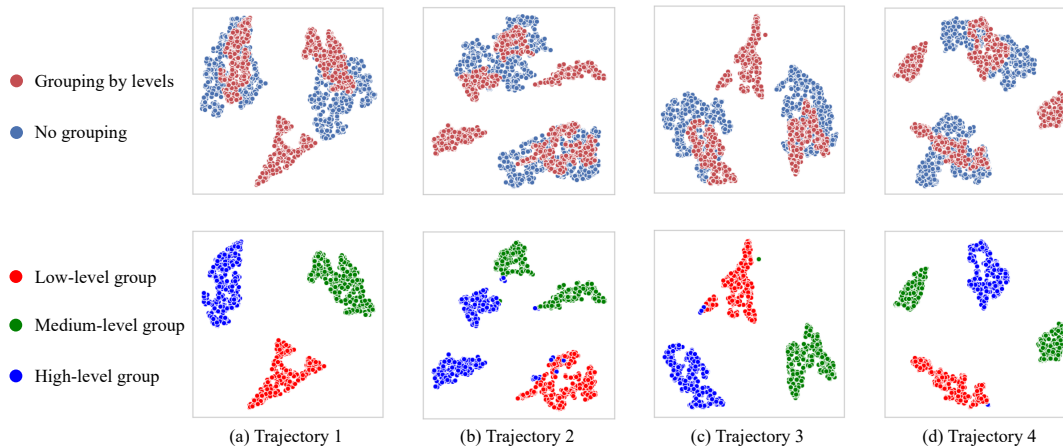 Grouping by levels
No grouping
Low-level group
Medium-level group
High-level group
(a) Trajectory 1
(b) Trajectory 2
(c) Trajectory 3
(d) Trajectory 4